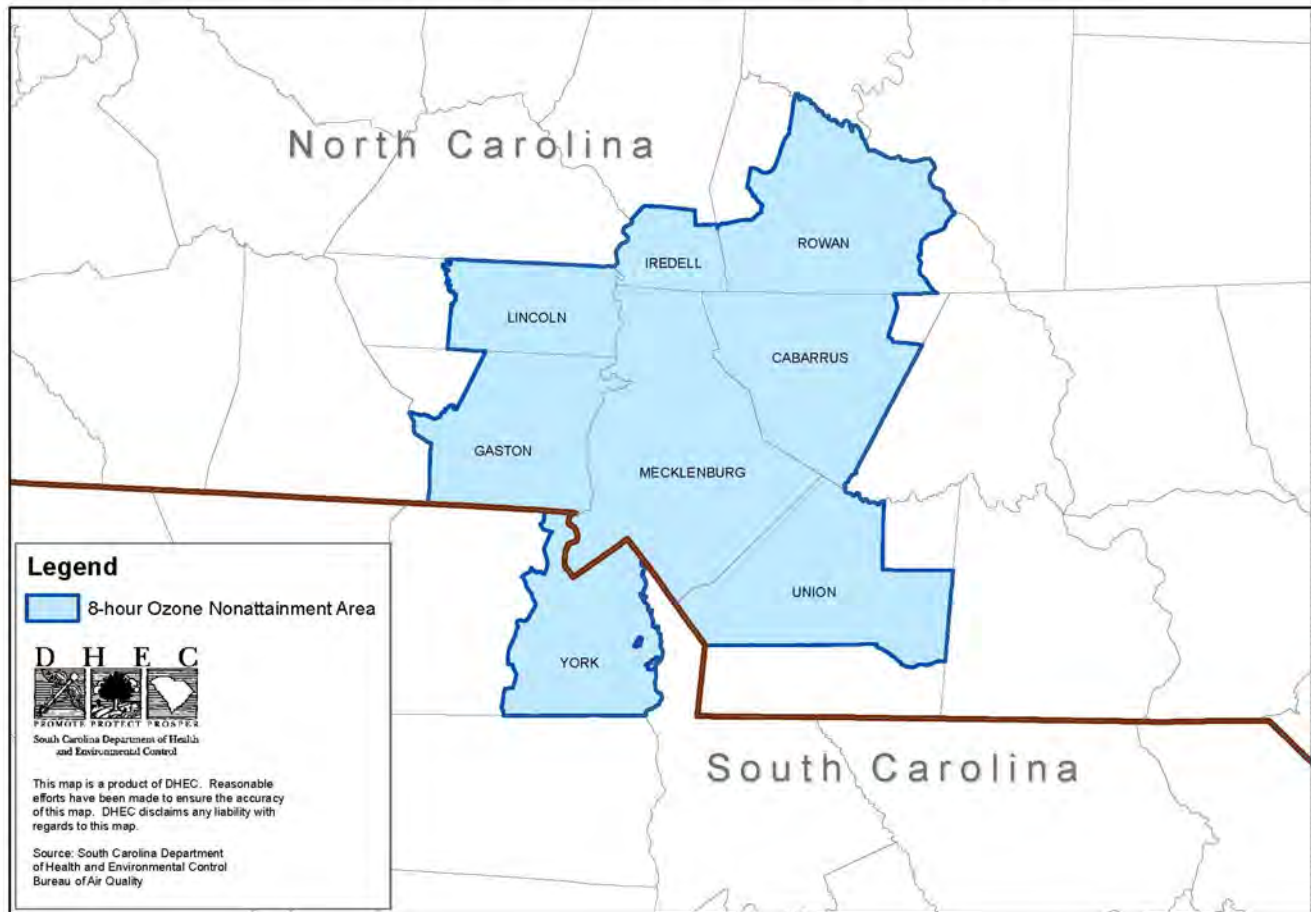 North Carolina
ROWAN
IREDELL
LINCOLN
CABARRUS
GASTON
MECKLENBURG
UNION
YORK
South Carolina
Legend
8-hour Ozone Nonattainment Area
D H E C
PROMOTE PROTECT PROSPER
South Carolina Department of Health
and Environmental Control
This map is a product of DHEC. Reasonable
efforts have been made to ensure the accuracy
of this map. DHEC disclaims any liability with
regards to this map.
Source: South Carolina Department
of Health and Environmental Control
Bureau of Air Quality